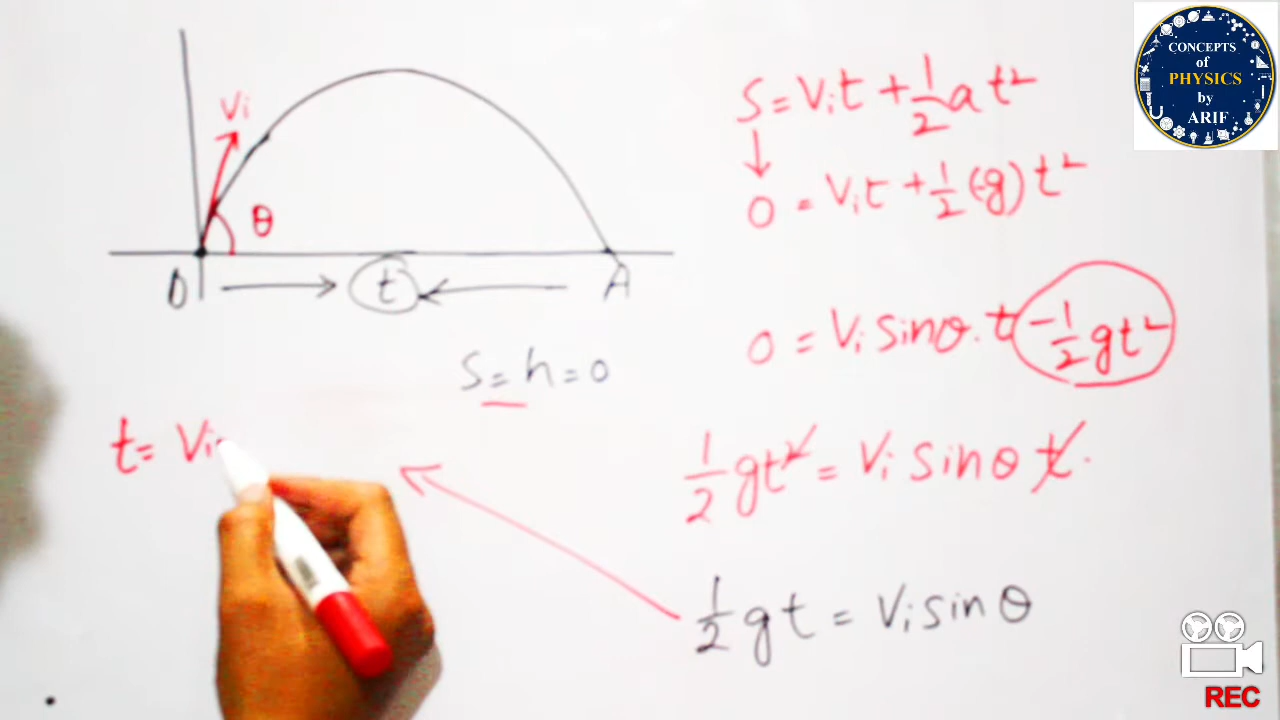 CONCEPTS
of
PHYSICS
by
ARIF
Vi
θ
O
t
A
S = h = 0
t = Vi
S = Vit + 1/2 at²
0 = Vit + 1/2 (-g) t²
0 = Vi sinθ. t - 1/2 gt²
1/2 gt² = Vi sinθ t.
1/2 gt = Vi sinθ
REC